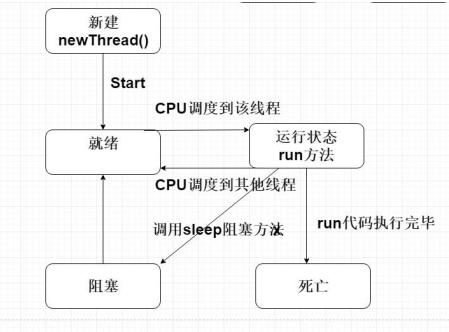 新建
newThread()
Start
CPU调度到该线程
就绪
运行状态
run方法
CPU调度到其他线程
调用sleep阻塞方法
run代码执行完毕
阻塞
死亡